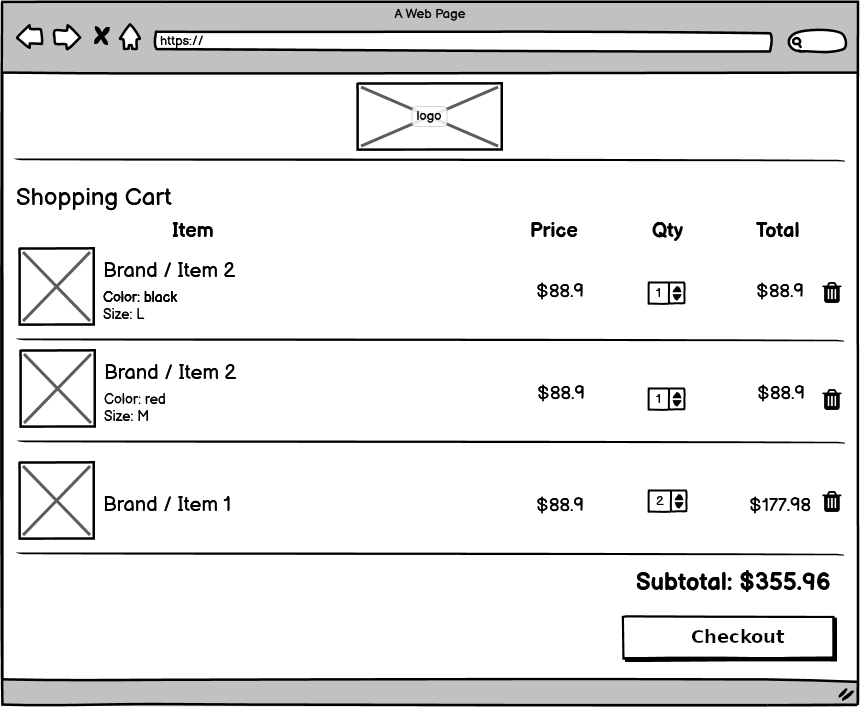 A Web Page
https://
logo
Shopping Cart
Item Price Qty Total
Brand / Item 2
Color: black
Size: L
$88.9 1 $88.9
Brand / Item 2
Color: red
Size: M
$88.9 1 $88.9
Brand / Item 1 $88.9 2 $177.98
Subtotal: $355.96
Checkout